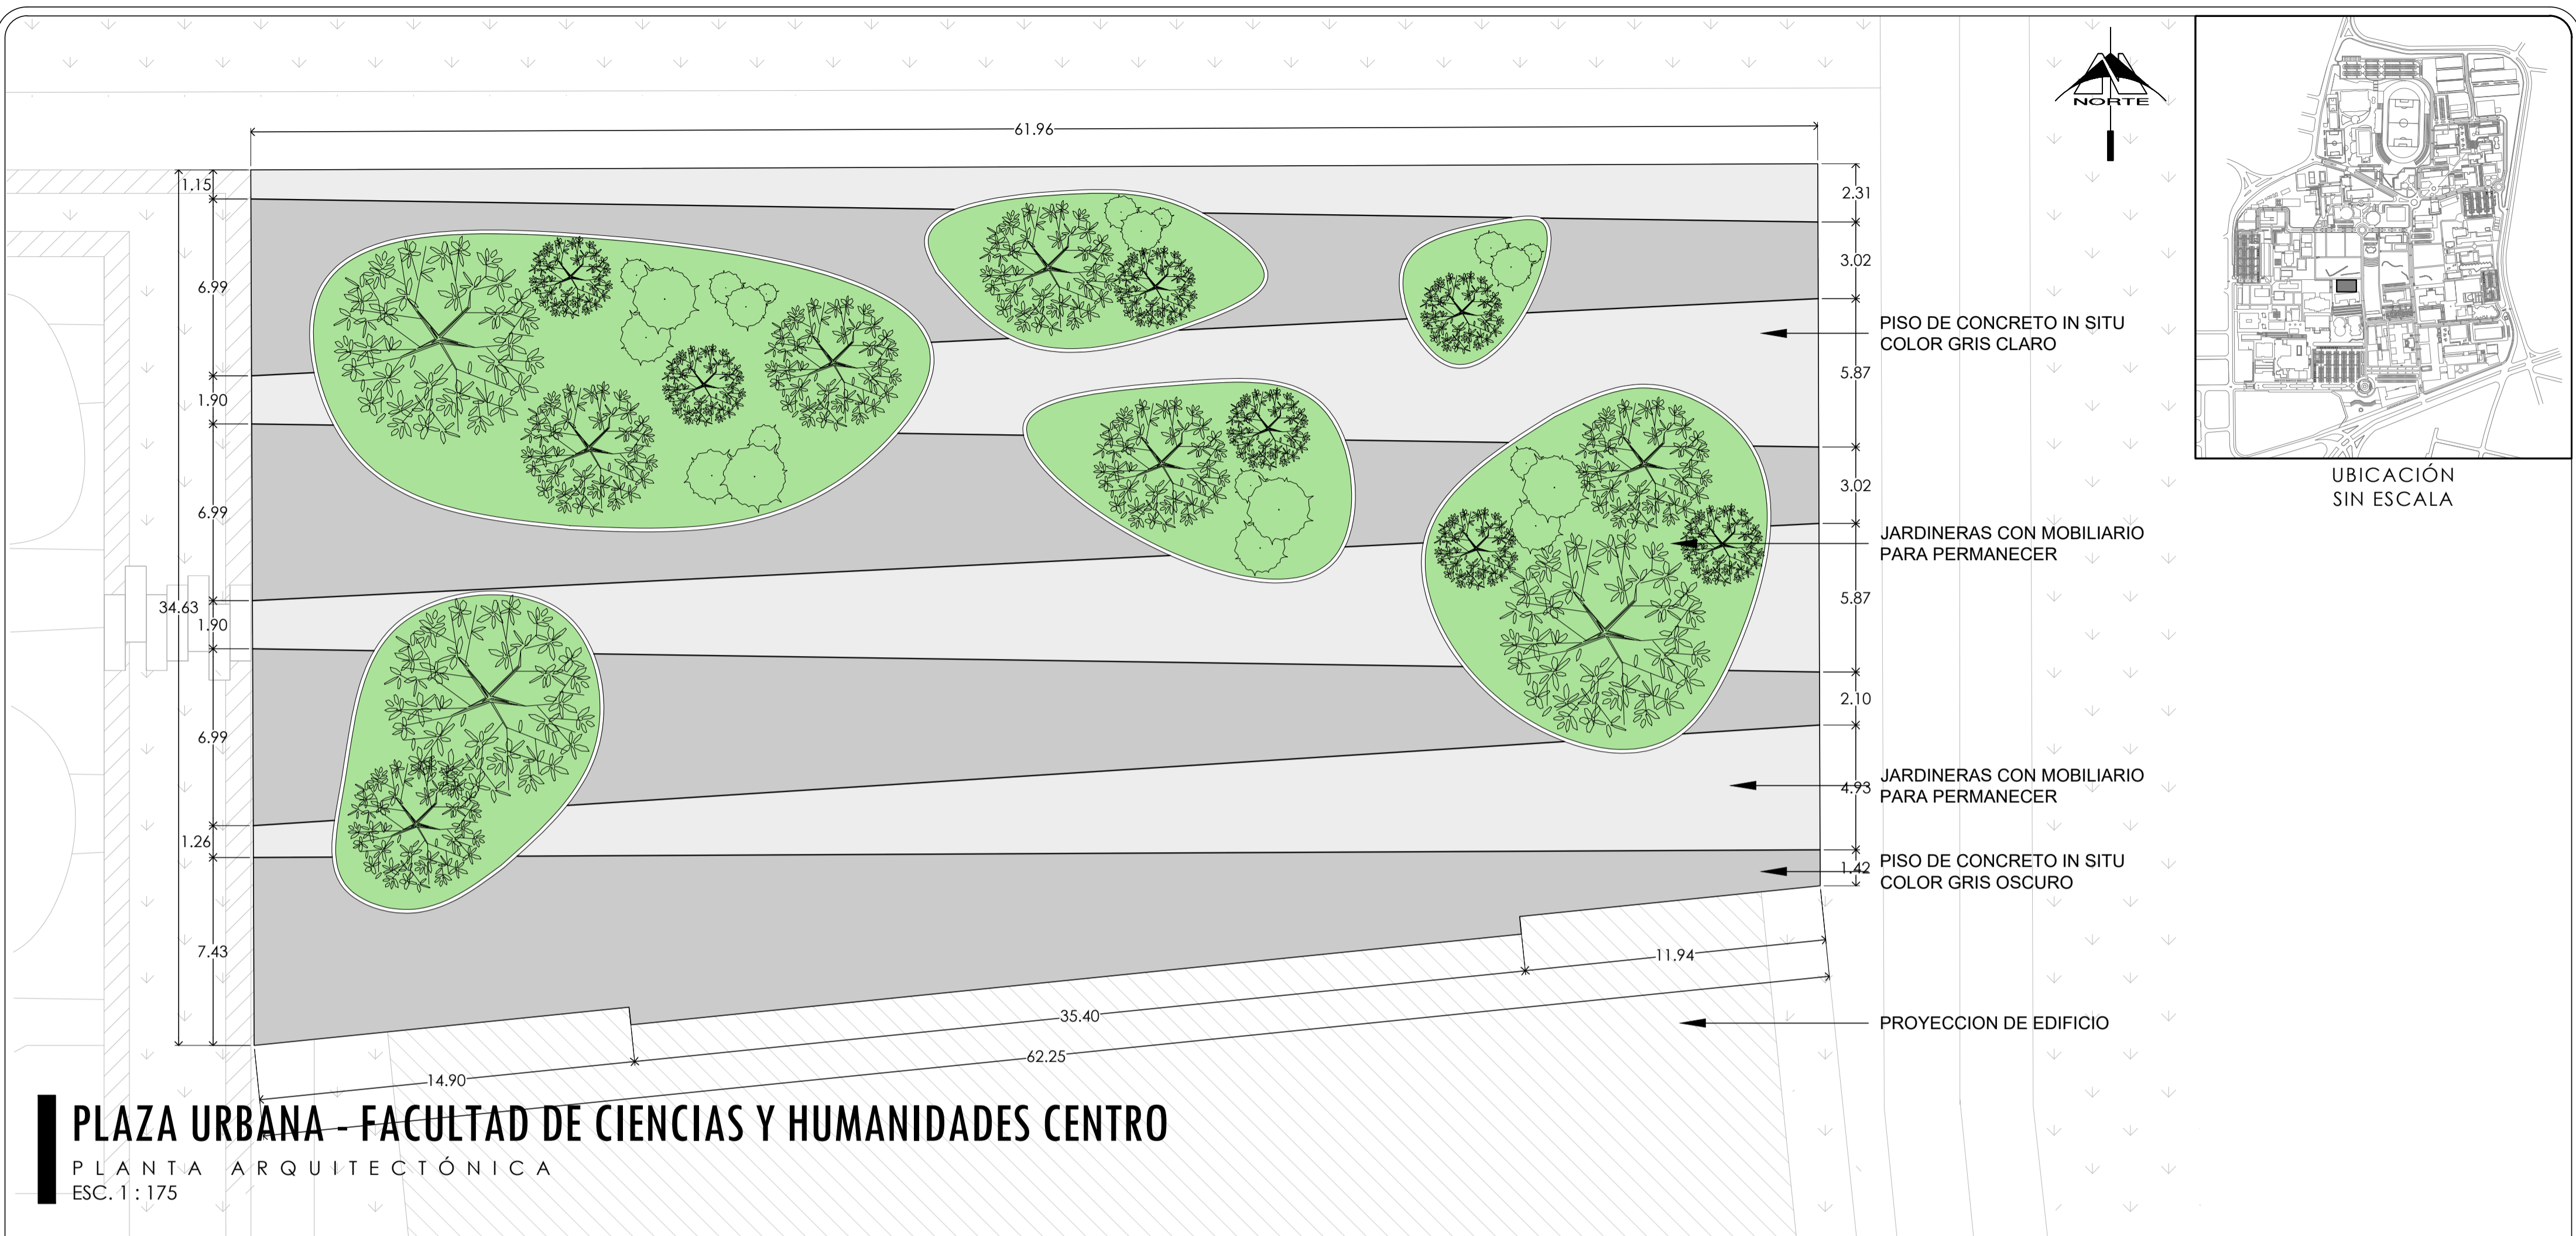 NORTE
61.96
1.15
6.99
1.90
6.99
34.63
1.90
6.99
1.26
7.43
2.31
3.02
5.87
3.02
5.87
2.10
4.93
1.42
PISO DE CONCRETO IN SITU
COLOR GRIS CLARO
JARDINERAS CON MOBILIARIO
PARA PERMANECER
JARDINERAS CON MOBILIARIO
PARA PERMANECER
PISO DE CONCRETO IN SITU
COLOR GRIS OSCURO
PROYECCION DE EDIFICIO
UBICACIÓN
SIN ESCALA
11.94
35.40
62.25
14.90
PLAZA URBANA - FACULTAD DE CIENCIAS Y HUMANIDADES CENTRO
PLANTA ARQUITECTÓNICA
ESC. 1 : 175